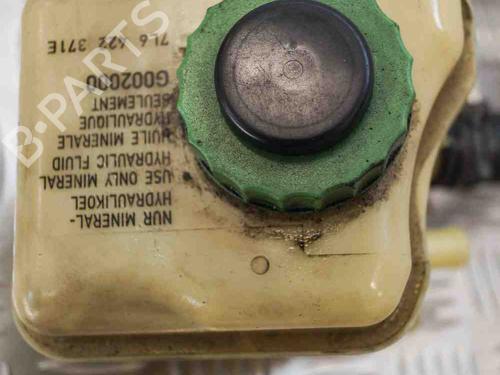 NUR MINERAL-
HYDRAULIKOEL
USE ONLY MINERAL
HYDRAULIC FLUID
HUILE MINERALE
HYDRAULIQUE
SEULEMENT
G002000
7L6 422 371E
B-PARTS